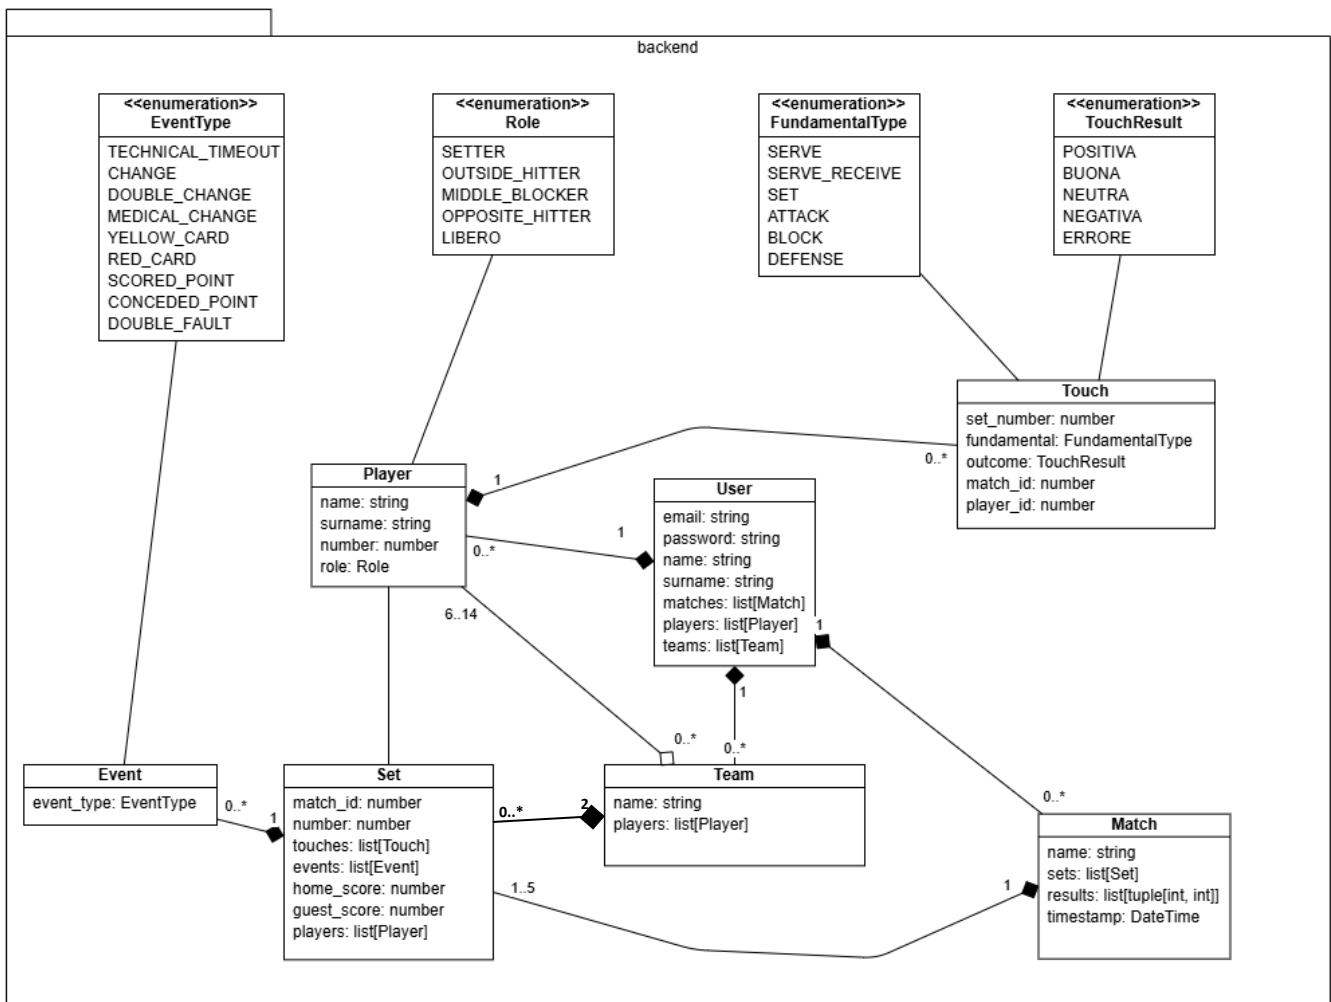 backend
<<enumeration>>
EventType
TECHNICAL_TIMEOUT
CHANGE
DOUBLE_CHANGE
MEDICAL_CHANGE
YELLOW_CARD
RED_CARD
SCORED_POINT
CONCEDED_POINT
DOUBLE_FAULT
<<enumeration>>
Role
SETTER
OUTSIDE_HITTER
MIDDLE_BLOCKER
OPPOSITE_HITTER
LIBERO
<<enumeration>>
FundamentalType
SERVE
SERVE_RECEIVE
SET
ATTACK
BLOCK
DEFENSE
<<enumeration>>
TouchResult
POSITIVA
BUONA
NEUTRA
NEGATIVA
ERRORE
Touch
set_number: number
fundamental: FundamentalType
outcome: TouchResult
match_id: number
player_id: number
0..*
1
Player
name: string
surname: string
number: number
role: Role
0..*
1
User
email: string
password: string
name: string
surname: string
matches: list[Match]
players: list[Player]
teams: list[Team]
1
1
6..14
0..*
0..*
0..*
Event
event_type: EventType
0..*
1
Set
match_id: number
number: number
touches: list[Touch]
events: list[Event]
home_score: number
guest_score: number
players: list[Player]
0..*
2
1..5
1
Team
name: string
players: list[Player]
Match
name: string
sets: list[Set]
results: list[tuple[int, int]]
timestamp: DateTime